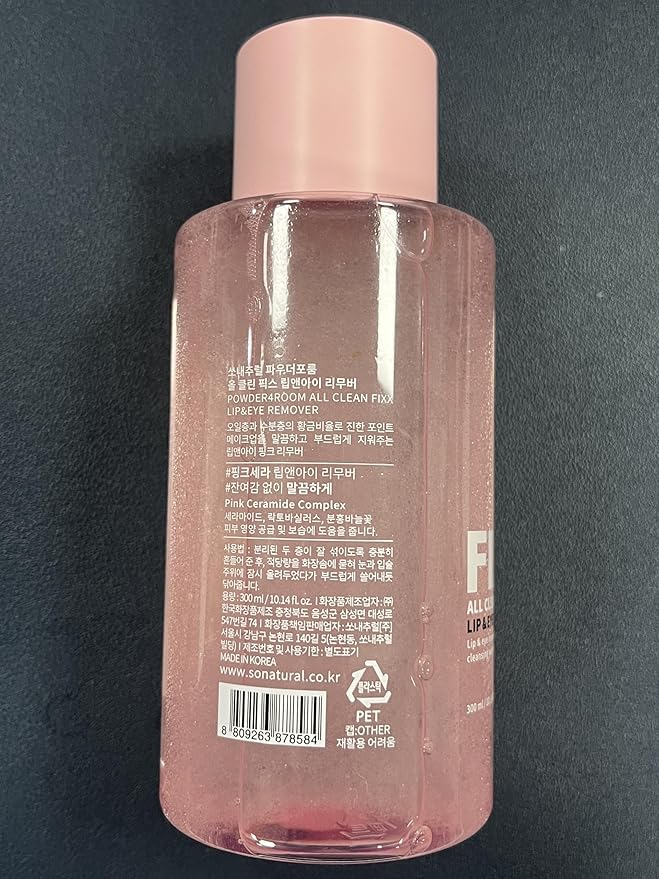 쏘내추럴 파우더포룸
올 클린 픽스 립앤아이 리무버
POWDER4ROOM ALL CLEAN FIXX
LIP&EYE REMOVER
오일층과 수분층의 황금비율로 진한 포인트
메이크업을 말끔하고 부드럽게 지워주는
립앤아이 핑크 리무버
#핑크세라 립앤아이 리무버
#잔여감 없이 말끔하게
Pink Ceramide Complex
세라마이드, 락토바실러스, 분홍바늘꽃
피부 영양 공급 및 보습에 도움을 줍니다.
사용법 : 분리된 두 층이 잘 섞이도록 충분히
흔들어 준 후, 적당량을 화장솜에 묻혀 눈과 입술
주위에 잠시 올려두었다가 부드럽게 쓸어내듯
닦아줍니다.
용량: 300 ml / 10.14 fl. oz. I 화장품제조업자 : ㈜
한국화장품제조 충청북도 음성군 삼성면 대성로
547번길 74 I 화장품책임판매업자 : 쏘내추럴[주]
서울시 강남구 논현로 140길 5(논현동, 쏘내추럴
빌딩) I 제조번호 및 사용기한 : 별도표기
MADE IN KOREA
www.sonatural.co.kr
8 809263 878584
플라스틱
PET
캡:OTHER
재활용 어려움
F
ALL CLE
LIP&EYE
Lip & eye
cleansing
300 ml /